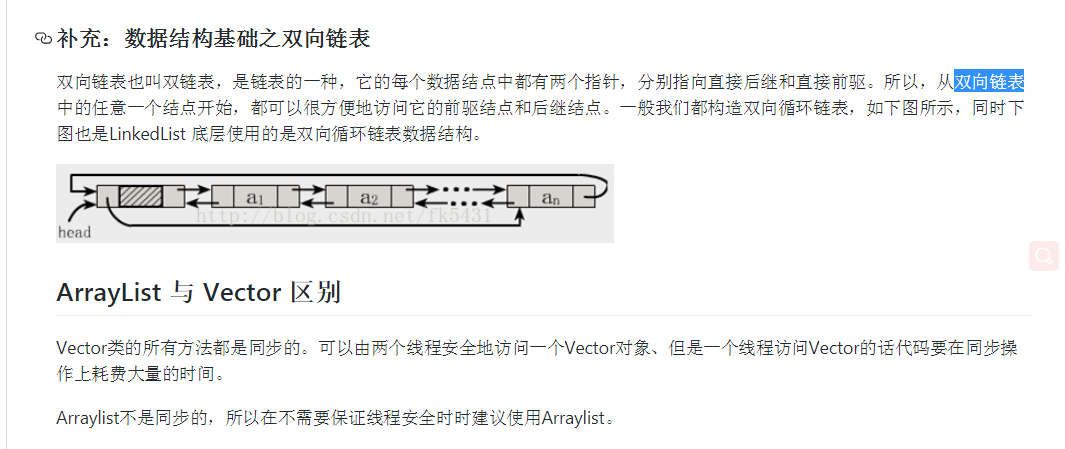 补充：数据结构基础之双向链表
双向链表也叫双链表，是链表的一种，它的每个数据结点中都有两个指针，分别指向直接后继和直接前驱。所以，从双向链表
中的任意一个结点开始，都可以很方便地访问它的前驱结点和后继结点。一般我们都构造双向循环链表，如下图所示，同时下
图也是LinkedList 底层使用的是双向循环链表数据结构。
a1 a2 an
http://blog.csdn.net/fk5431
head
ArrayList 与 Vector 区别
Vector类的所有方法都是同步的。可以由两个线程安全地访问一个Vector对象、但是一个线程访问Vector的话代码要在同步操
作上耗费大量的时间。
Arraylist不是同步的，所以在不需要保证线程安全时时建议使用Arraylist。